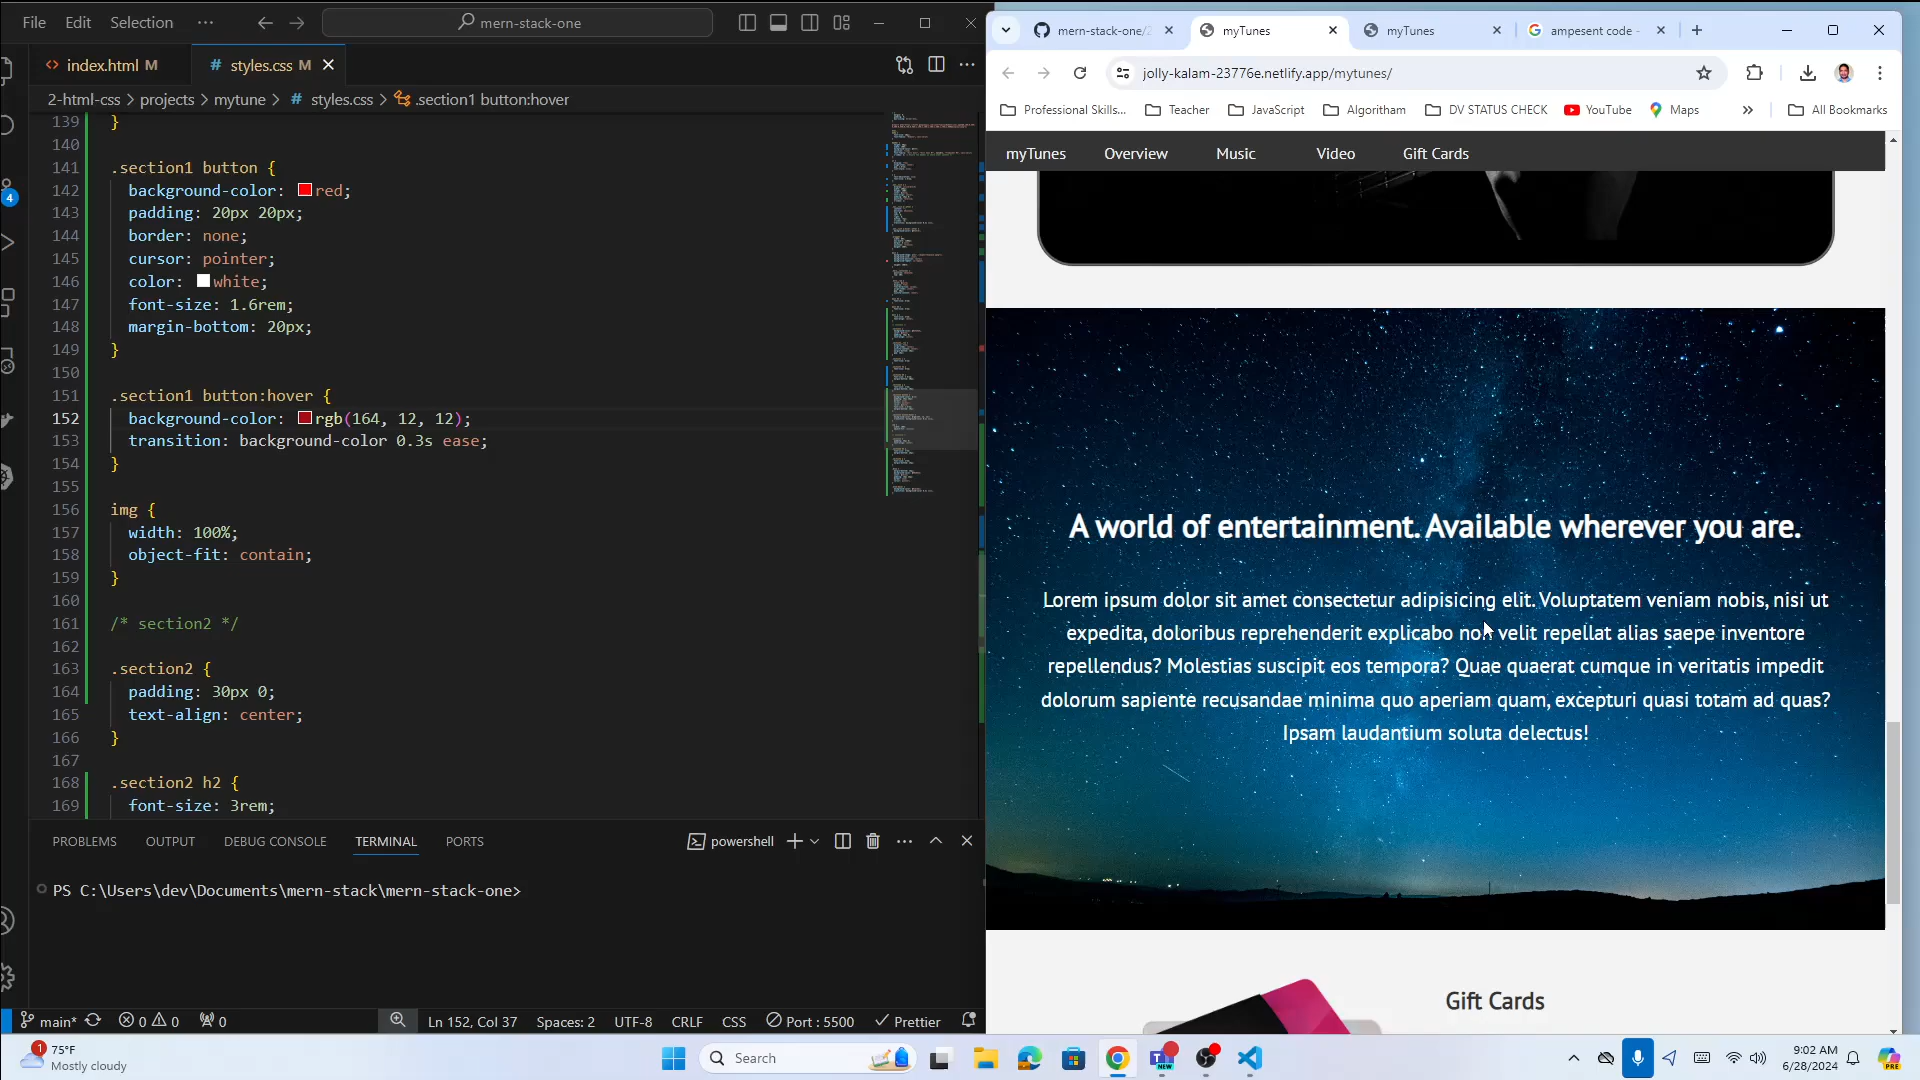 File Edit Selection ···
mern-stack-one
index.html M
# styles.css M
2-html-css > projects > mytune > # styles.css > .section1 button:hover
139 }
140
141 .section1 button {
142 background-color: red;
143 padding: 20px 20px;
144 border: none;
145 cursor: pointer;
146 color: white;
147 font-size: 1.6rem;
148 margin-bottom: 20px;
149 }
150
151 .section1 button:hover {
152 background-color: rgb(164, 12, 12);
153 transition: background-color 0.3s ease;
154 }
155
156 img {
157 width: 100%;
158 object-fit: contain;
159 }
160
161 /* section2 */
162
163 .section2 {
164 padding: 30px 0;
165 text-align: center;
166 }
167
168 .section2 h2 {
169 font-size: 3rem;
4
PROBLEMS OUTPUT DEBUG CONSOLE TERMINAL PORTS
powershell
PS C:\Users\dev\Documents\mern-stack\mern-stack-one>
main* 0 0 0
Ln 152, Col 37 Spaces: 2 UTF-8 CRLF CSS Port : 5500 Prettier
mern-stack-one/2
myTunes
myTunes
ampesent code -
jolly-kalam-23776e.netlify.app/mytunes/
Professional Skills... Teacher JavaScript Algoritham DV STATUS CHECK YouTube Maps » All Bookmarks
myTunes Overview Music Video Gift Cards
A world of entertainment. Available wherever you are.
Lorem ipsum dolor sit amet consectetur adipisicing elit. Voluptatem veniam nobis, nisi ut
expedita, doloribus reprehenderit explicabo non velit repellat alias saepe inventore
repellendus? Molestias suscipit eos tempora? Quae quaerat cumque in veritatis impedit
dolorum sapiente recusandae minima quo aperiam quam, excepturi quasi totam ad quas?
Ipsam laudantium soluta delectus!
Gift Cards
1
75°F
Mostly cloudy
Search
NEW
9:02 AM
6/28/2024
PRE